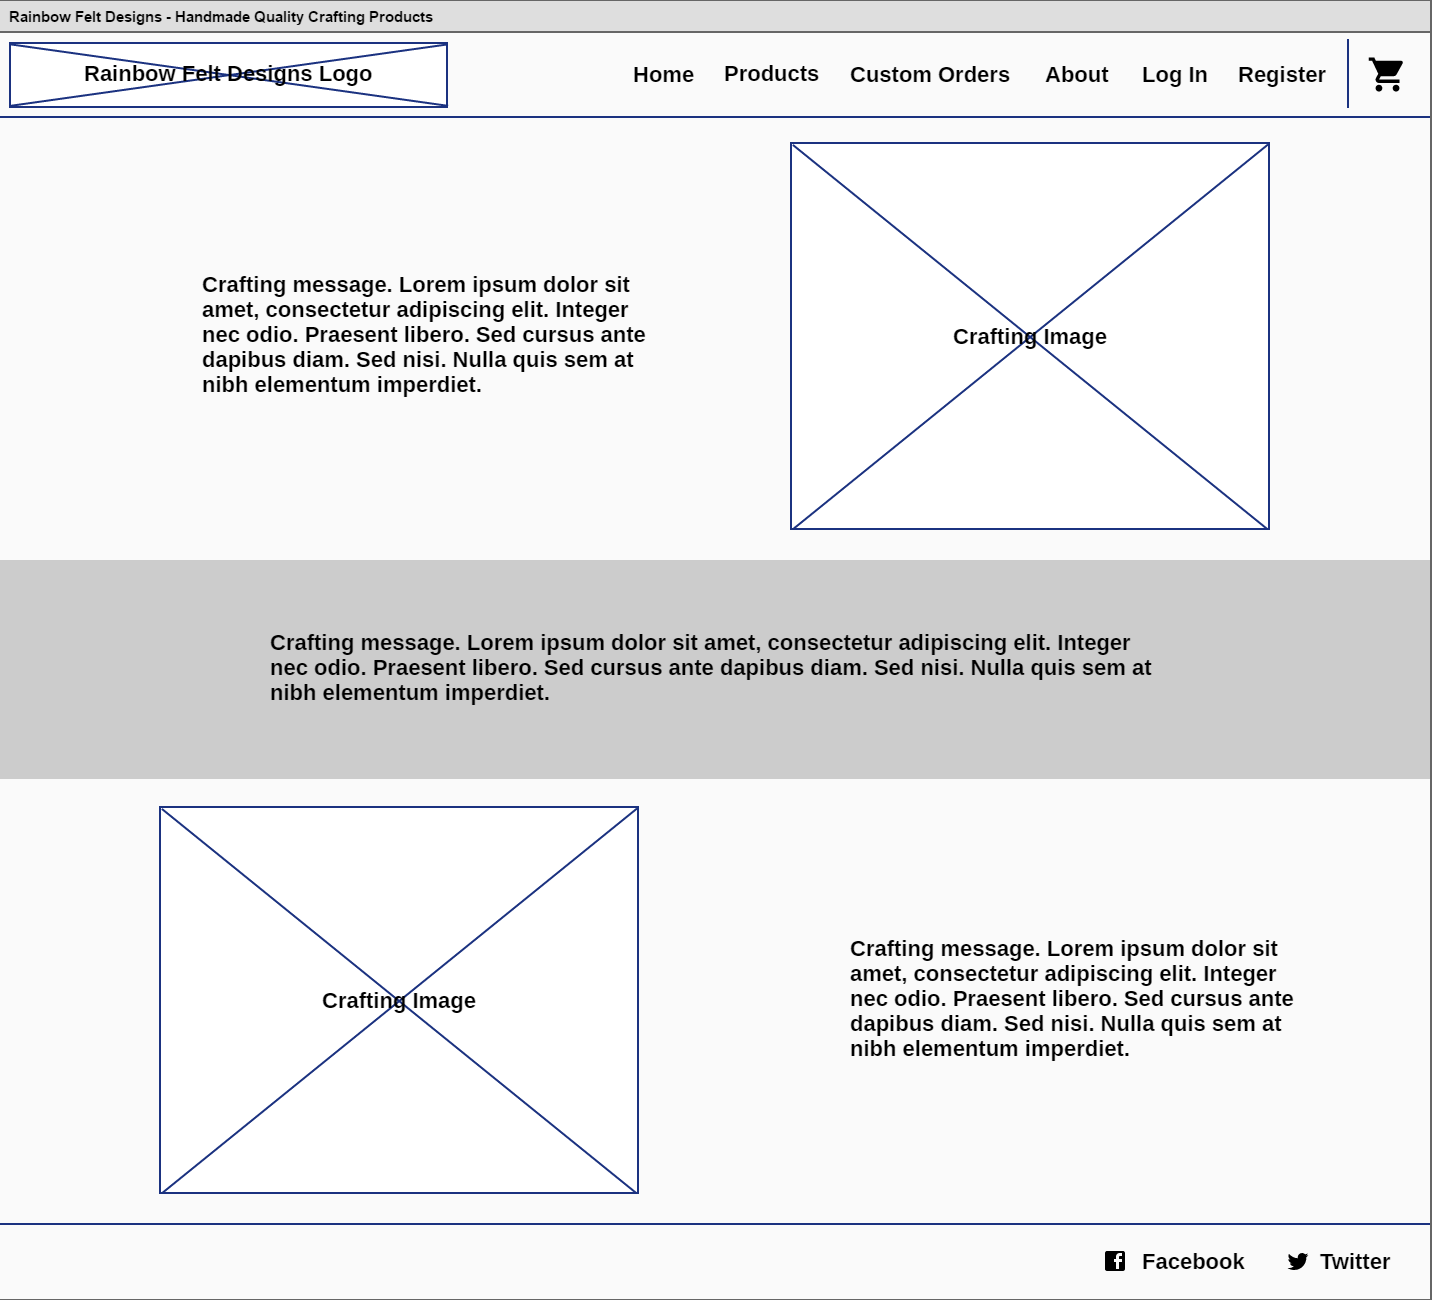 Rainbow Felt Designs - Handmade Quality Crafting Products
Rainbow Felt Designs Logo
Home
Products
Custom Orders
About
Log In
Register
Crafting message. Lorem ipsum dolor sit
amet, consectetur adipiscing elit. Integer
nec odio. Praesent libero. Sed cursus ante
dapibus diam. Sed nisi. Nulla quis sem at
nibh elementum imperdiet.
Crafting Image
Crafting message. Lorem ipsum dolor sit amet, consectetur adipiscing elit. Integer
nec odio. Praesent libero. Sed cursus ante dapibus diam. Sed nisi. Nulla quis sem at
nibh elementum imperdiet.
Crafting Image
Crafting message. Lorem ipsum dolor sit
amet, consectetur adipiscing elit. Integer
nec odio. Praesent libero. Sed cursus ante
dapibus diam. Sed nisi. Nulla quis sem at
nibh elementum imperdiet.
Facebook
Twitter